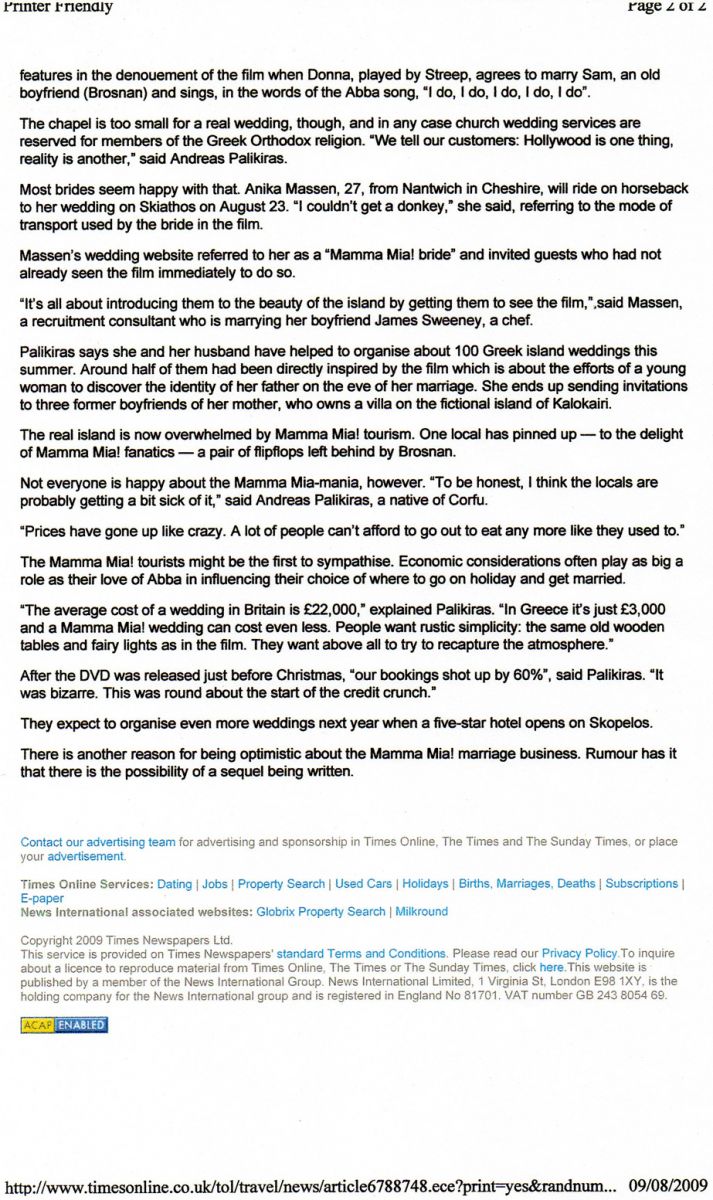 Printer Friendly
Page 2 of 2
features in the denouement of the film when Donna, played by Streep, agrees to marry Sam, an old
boyfriend (Brosnan) and sings, in the words of the Abba song, “I do, I do, I do, I do, I do”.
The chapel is too small for a real wedding, though, and in any case church wedding services are
reserved for members of the Greek Orthodox religion. “We tell our customers: Hollywood is one thing,
reality is another,” said Andreas Palikiras.
Most brides seem happy with that. Anika Massen, 27, from Nantwich in Cheshire, will ride on horseback
to her wedding on Skiathos on August 23. “I couldn’t get a donkey,” she said, referring to the mode of
transport used by the bride in the film.
Massen’s wedding website referred to her as a “Mamma Mia! bride” and invited guests who had not
already seen the film immediately to do so.
“It’s all about introducing them to the beauty of the island by getting them to see the film,”,said Massen,
a recruitment consultant who is marrying her boyfriend James Sweeney, a chef.
Palikiras says she and her husband have helped to organise about 100 Greek island weddings this
summer. Around half of them had been directly inspired by the film which is about the efforts of a young
woman to discover the identity of her father on the eve of her marriage. She ends up sending invitations
to three former boyfriends of her mother, who owns a villa on the fictional island of Kalokairi.
The real island is now overwhelmed by Mamma Mia! tourism. One local has pinned up — to the delight
of Mamma Mia! fanatics — a pair of flipflops left behind by Brosnan.
Not everyone is happy about the Mamma Mia-mania, however. “To be honest, I think the locals are
probably getting a bit sick of it,” said Andreas Palikiras, a native of Corfu.
“Prices have gone up like crazy. A lot of people can’t afford to go out to eat any more like they used to.”
The Mamma Mia! tourists might be the first to sympathise. Economic considerations often play as big a
role as their love of Abba in influencing their choice of where to go on holiday and get married.
“The average cost of a wedding in Britain is £22,000,” explained Palikiras. “In Greece it’s just £3,000
and a Mamma Mia! wedding can cost even less. People want rustic simplicity: the same old wooden
tables and fairy lights as in the film. They want above all to try to recapture the atmosphere.”
After the DVD was released just before Christmas, “our bookings shot up by 60%”, said Palikiras. “It
was bizarre. This was round about the start of the credit crunch.”
They expect to organise even more weddings next year when a five-star hotel opens on Skopelos.
There is another reason for being optimistic about the Mamma Mia! marriage business. Rumour has it
that there is the possibility of a sequel being written.
Contact our advertising team for advertising and sponsorship in Times Online, The Times and The Sunday Times, or place
your advertisement.
Times Online Services: Dating | Jobs | Property Search | Used Cars | Holidays | Births, Marriages, Deaths | Subscriptions |
E-paper
News International associated websites: Globrix Property Search | Milkround
Copyright 2009 Times Newspapers Ltd.
This service is provided on Times Newspapers' standard Terms and Conditions. Please read our Privacy Policy.To inquire
about a licence to reproduce material from Times Online, The Times or The Sunday Times, click here.This website is
published by a member of the News International Group. News International Limited, 1 Virginia St, London E98 1XY, is the
holding company for the News International group and is registered in England No 81701. VAT number GB 243 8054 69.
ACAP ENABLED
http://www.timesonline.co.uk/tol/travel/news/article6788748.ece?print=yes&randnum... 09/08/2009